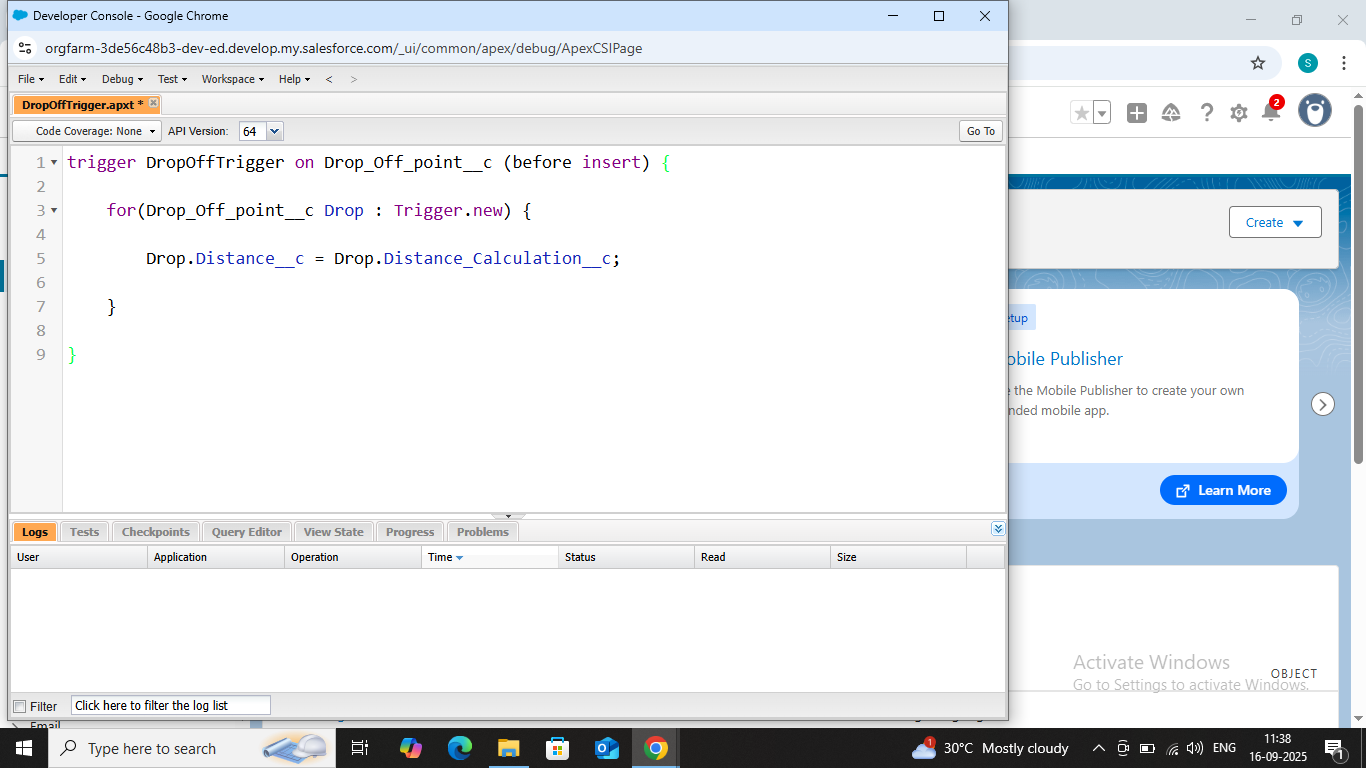 Developer Console - Google Chrome
orgfarm-3de56c48b3-dev-ed.develop.my.salesforce.com/_ui/common/apex/debug/ApexCSIPage
File Edit Debug Test Workspace Help < >
DropOffTrigger.apxt *
Code Coverage: None API Version: 64 Go To
1 trigger DropOffTrigger on Drop_Off_point__c (before insert) {
2
3 for(Drop_Off_point__c Drop : Trigger.new) {
4
5 Drop.Distance__c = Drop.Distance_Calculation__c;
6
7 }
8
9 }
Logs Tests Checkpoints Query Editor View State Progress Problems
User Application Operation Time Status Read Size
Filter Click here to filter the log list
S
2
Create
etup
obile Publisher
e the Mobile Publisher to create your own
nded mobile app.
Learn More
OBJECT
Activate Windows
Go to Settings to activate Windows.
Email
Type here to search
1
30°C Mostly cloudy
ENG
11:38
16-09-2025
1